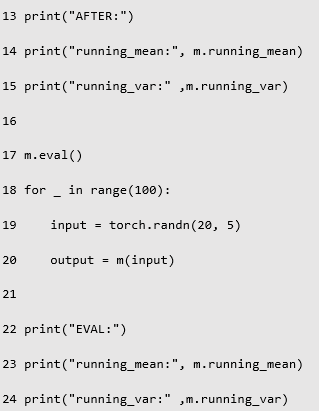 13 print("AFTER:")
14 print("running_mean:", m.running_mean)
15 print("running_var:" ,m.running_var)
16
17 m.eval()
18 for _ in range(100):
19     input = torch.randn(20, 5)
20     output = m(input)
21
22 print("EVAL:")
23 print("running_mean:", m.running_mean)
24 print("running_var:" ,m.running_var)